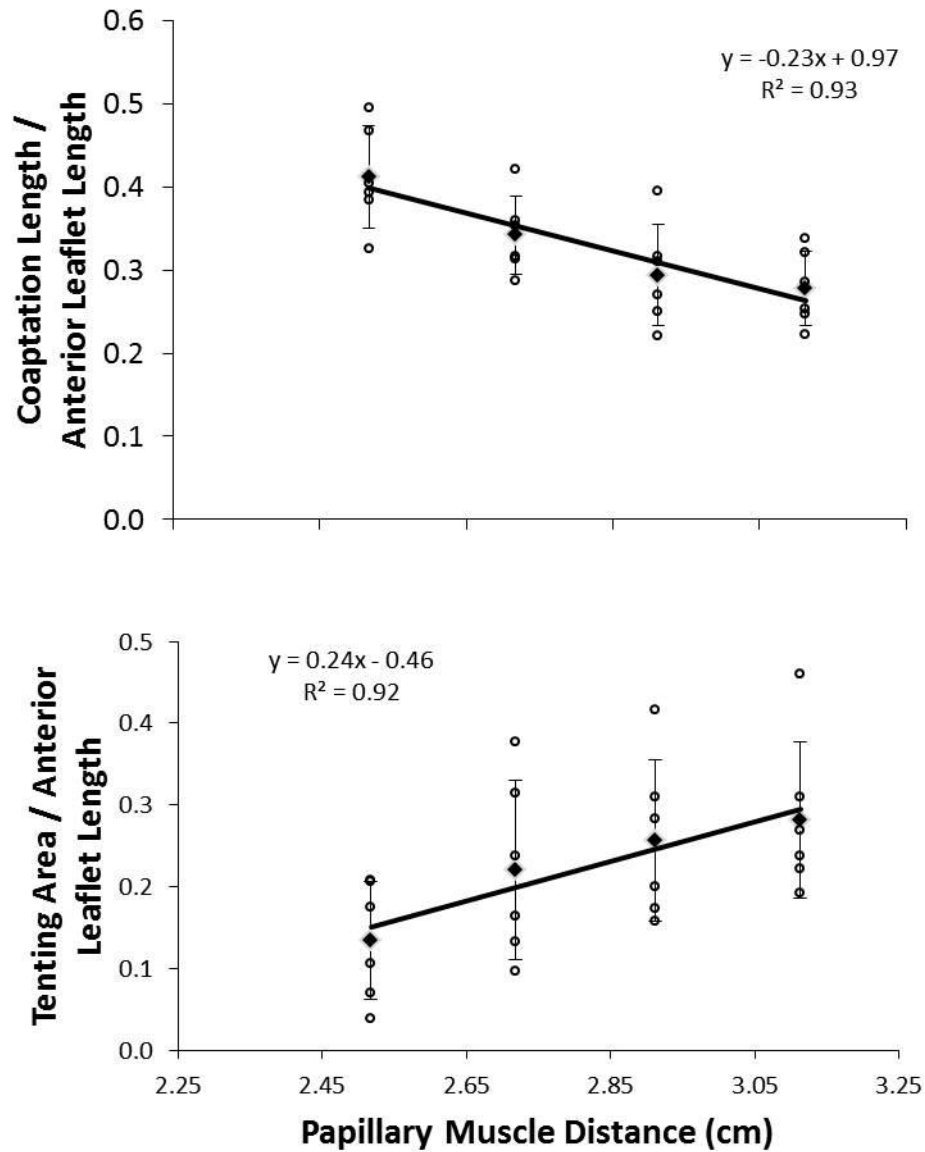 0.6
0.5
0.4
0.3
0.2
0.1
0.0
Coaptation Length /
Anterior Leaflet Length
y = -0.23x + 0.97
R² = 0.93
0.5
0.4
0.3
0.2
0.1
0.0
Tenting Area / Anterior
Leaflet Length
y = 0.24x - 0.46
R² = 0.92
2.25 2.45 2.65 2.85 3.05 3.25
Papillary Muscle Distance (cm)